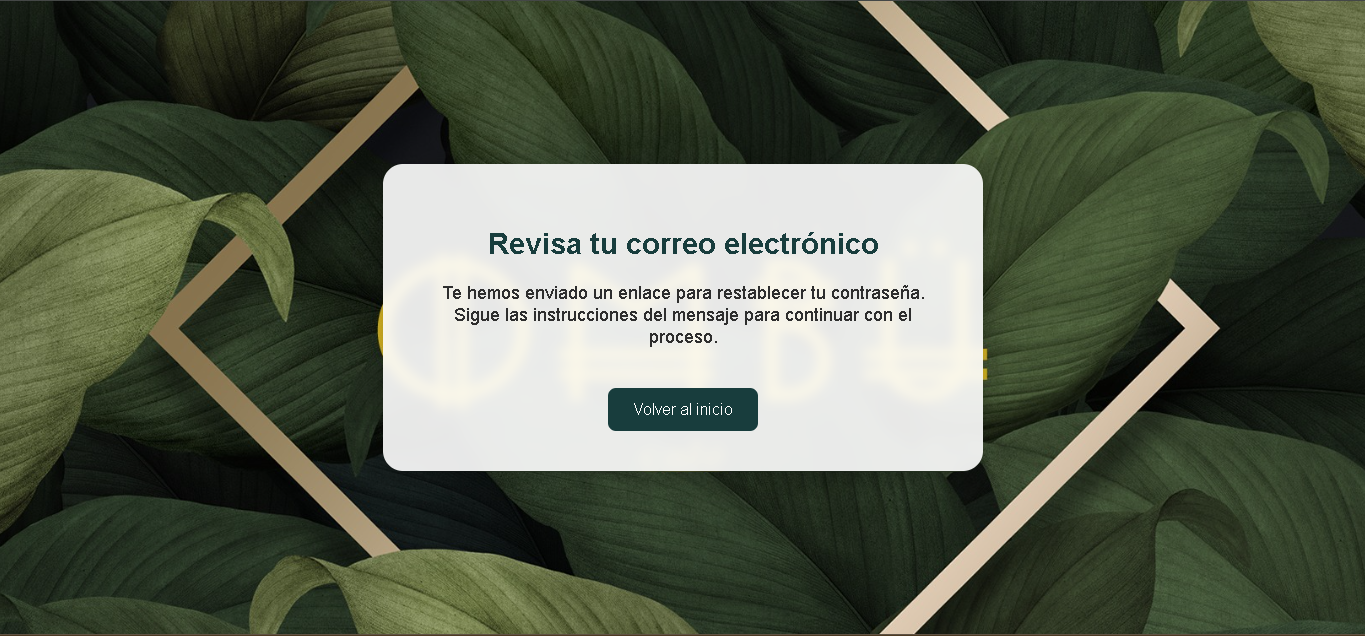 Revisa tu correo electrónico
Te hemos enviado un enlace para restablecer tu contraseña.
Sigue las instrucciones del mensaje para continuar con el
proceso.
Volver al inicio